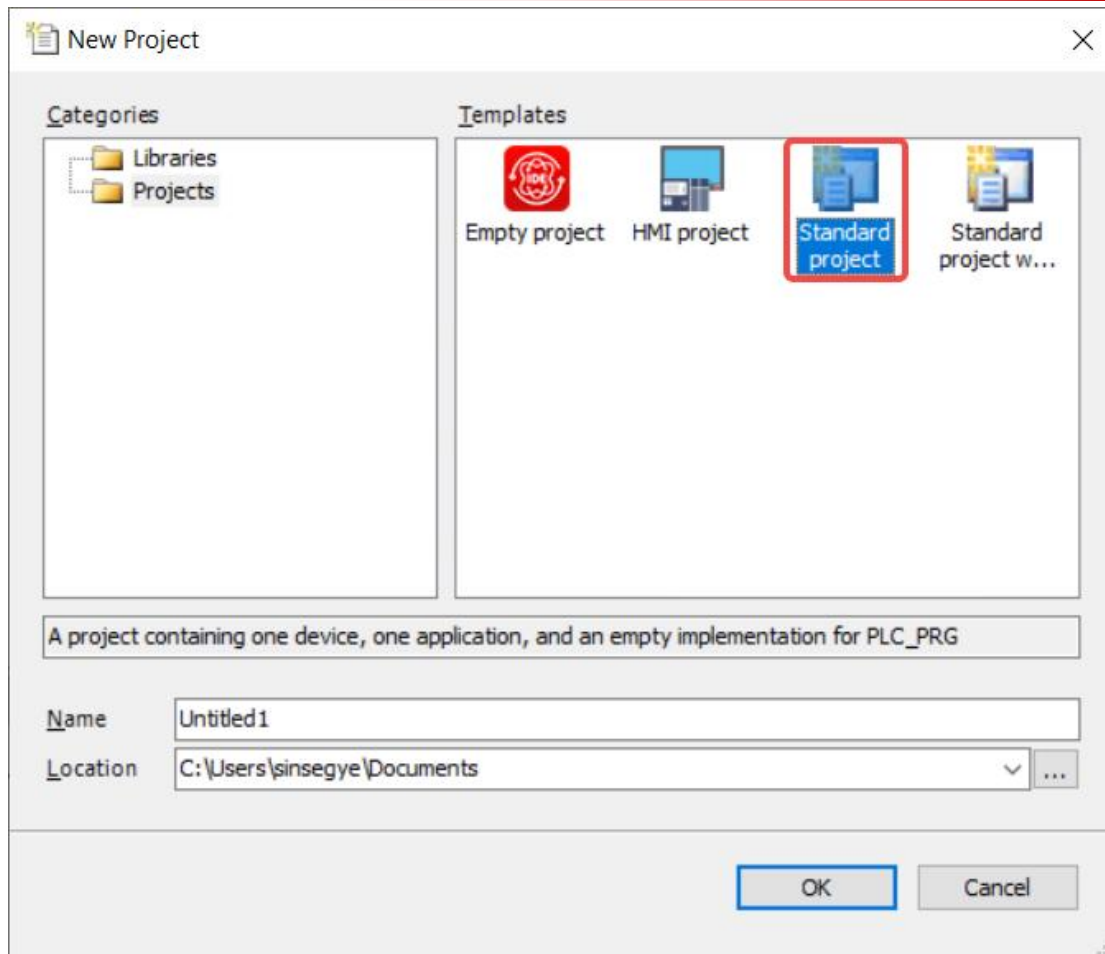 New Project
Categories
Templates
Libraries
Projects
IDE
Empty project
HMI project
Standard
project
Standard
project w...
A project containing one device, one application, and an empty implementation for PLC_PRG
Name
Untitled1
Location
C:\Users\sinsegye\Documents
...
OK
Cancel